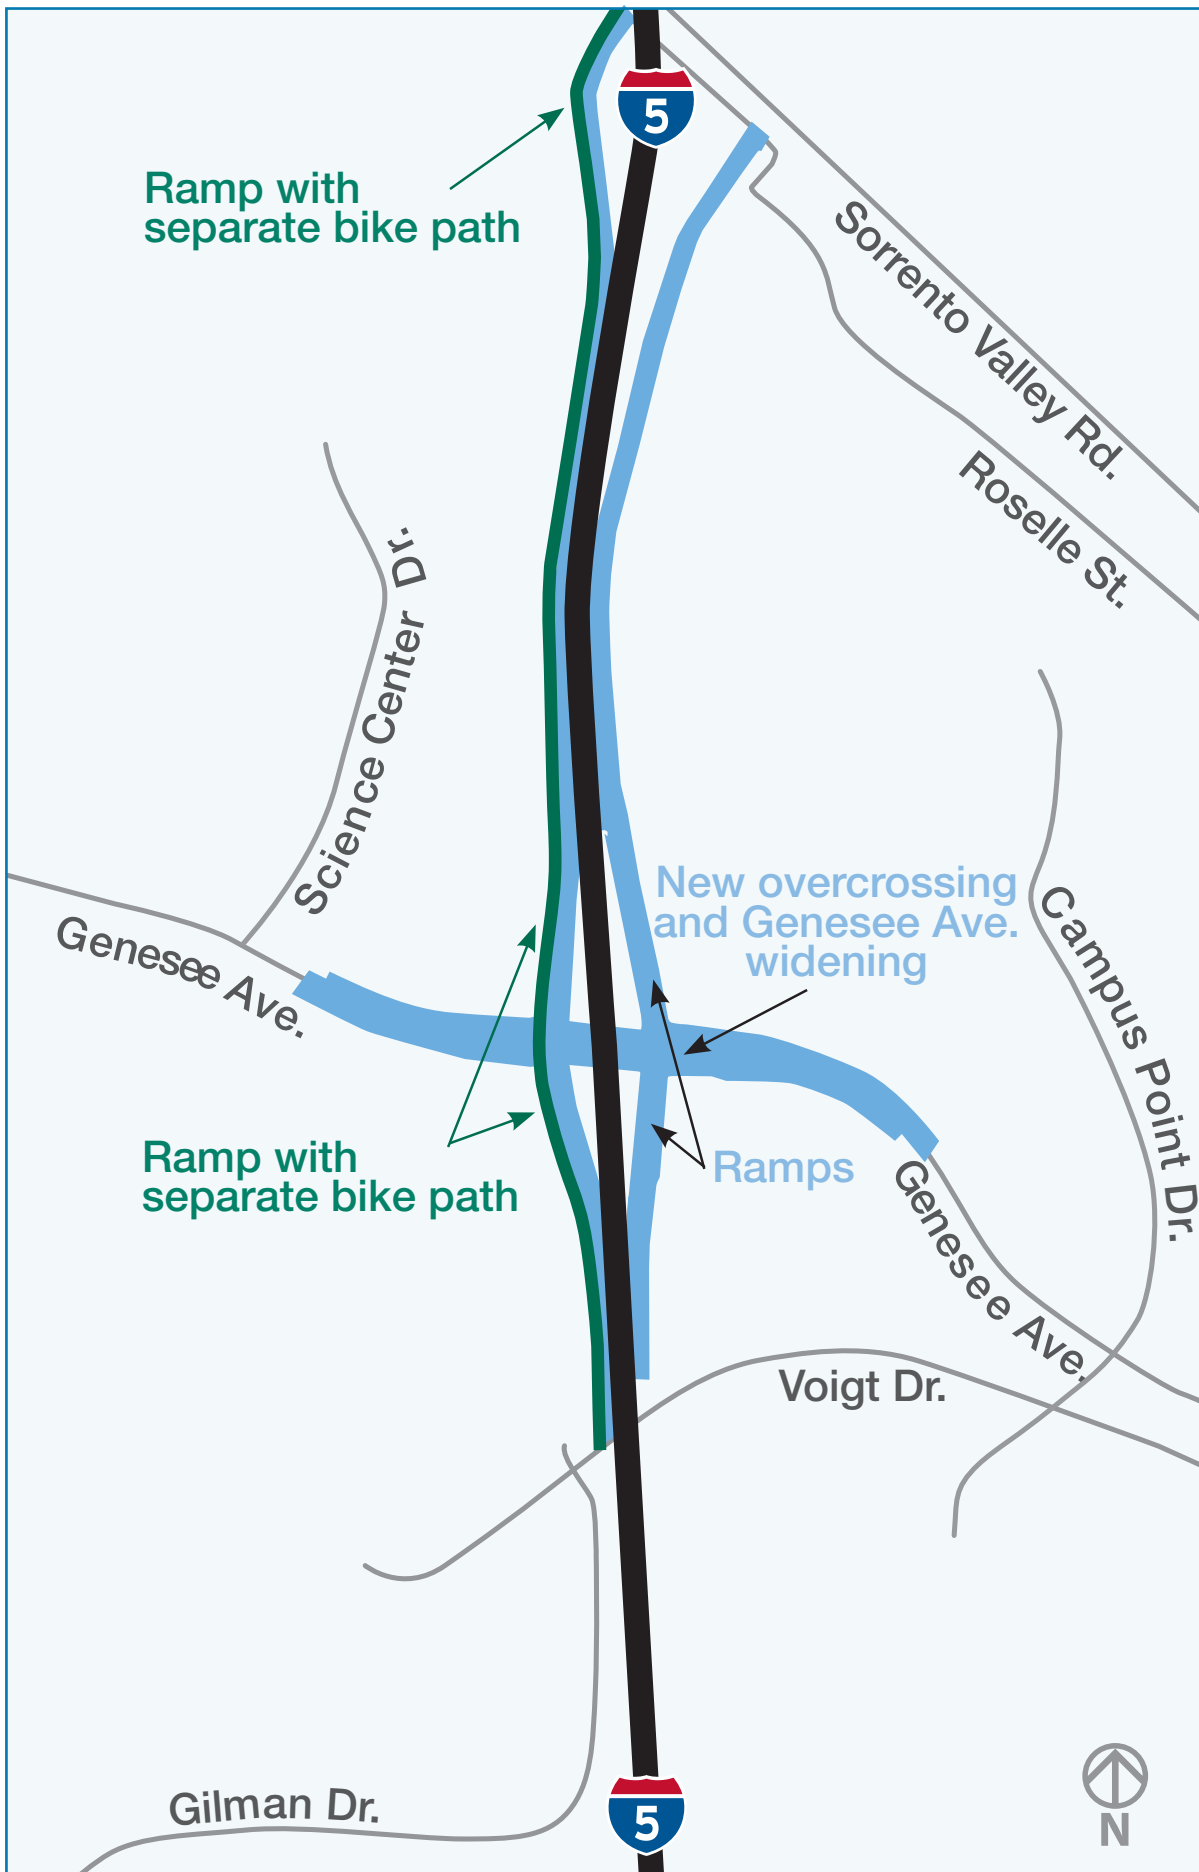 5
Ramp with
separate bike path
Sorrento Valley Rd.
Roselle St.
Science Center Dr.
New overcrossing
and Genesee Ave.
widening
Genesee Ave.
Campus Point Dr.
Ramp with
separate bike path
Ramps
Genesee Ave.
Voigt Dr.
Gilman Dr.
5
N